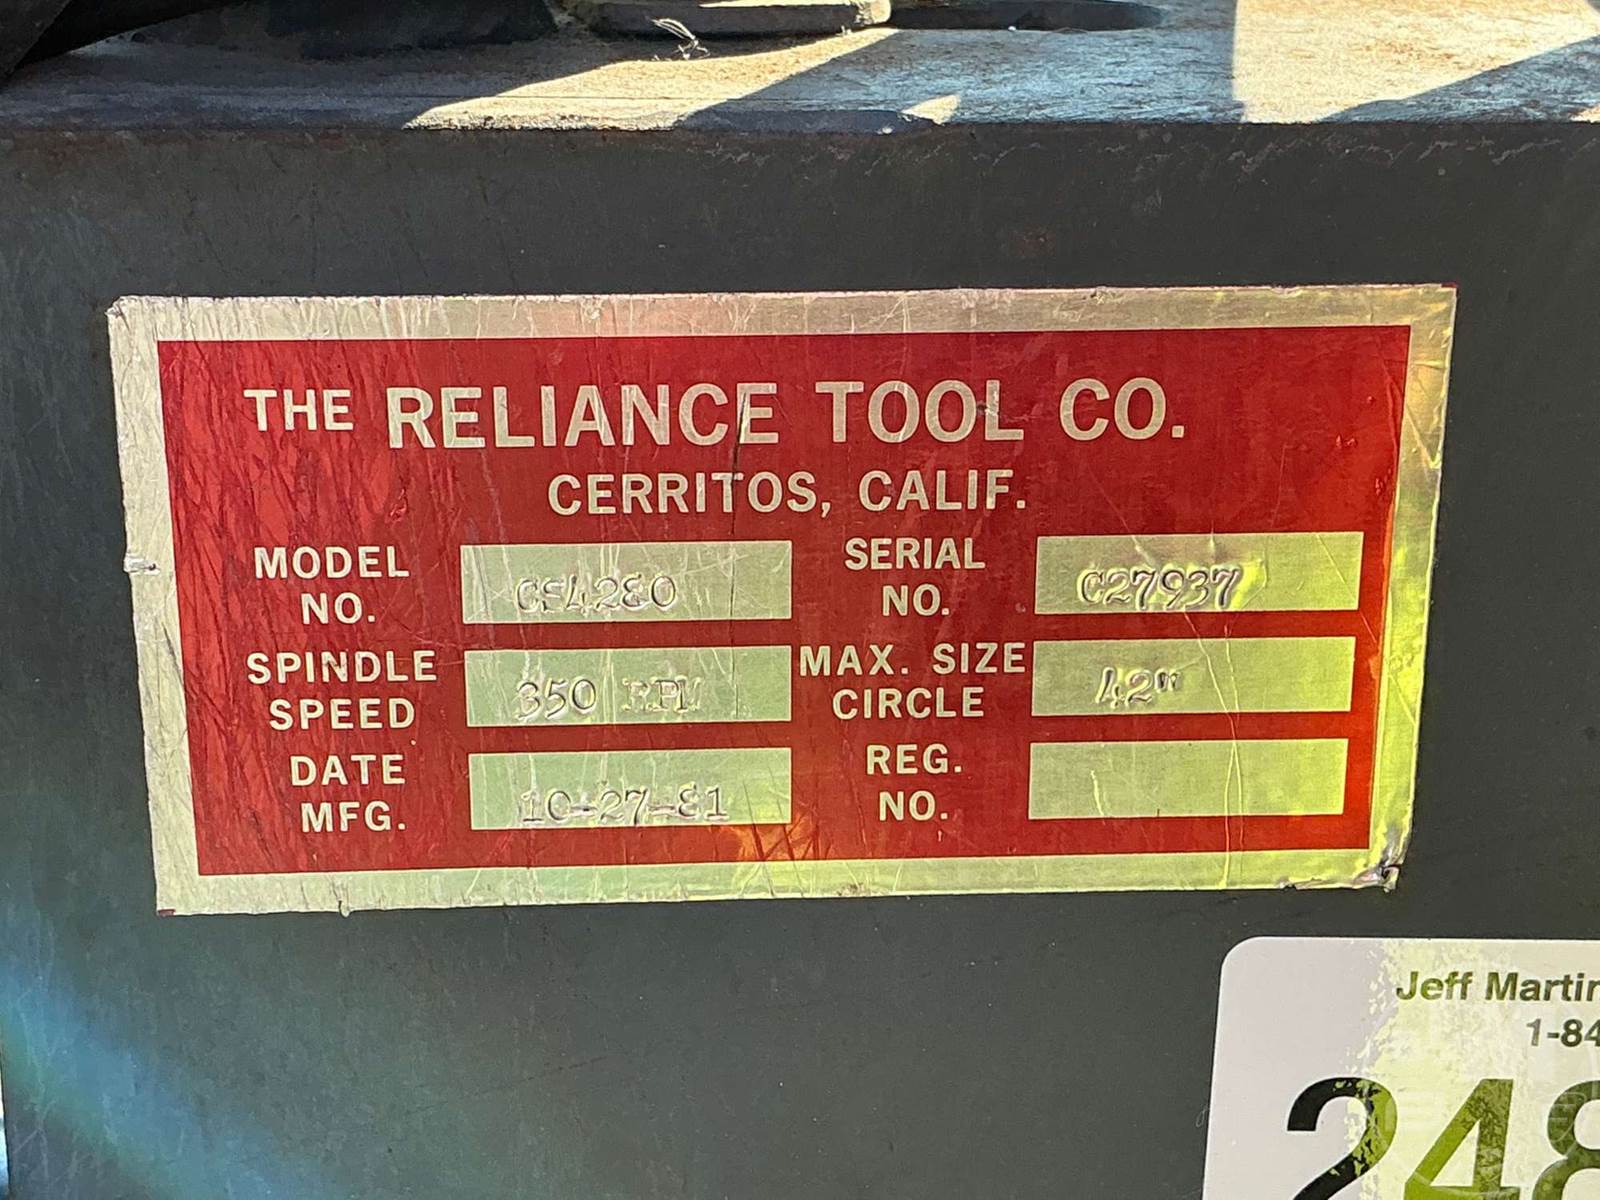 THE RELIANCE TOOL CO.
CERRITOS, CALIF.
MODEL NO. CS4280
SERIAL NO. C27937
SPINDLE SPEED 350 RPM
MAX. SIZE CIRCLE 42"
DATE MFG. 10-27-81
REG. NO.
Jeff Martin
1-84
248